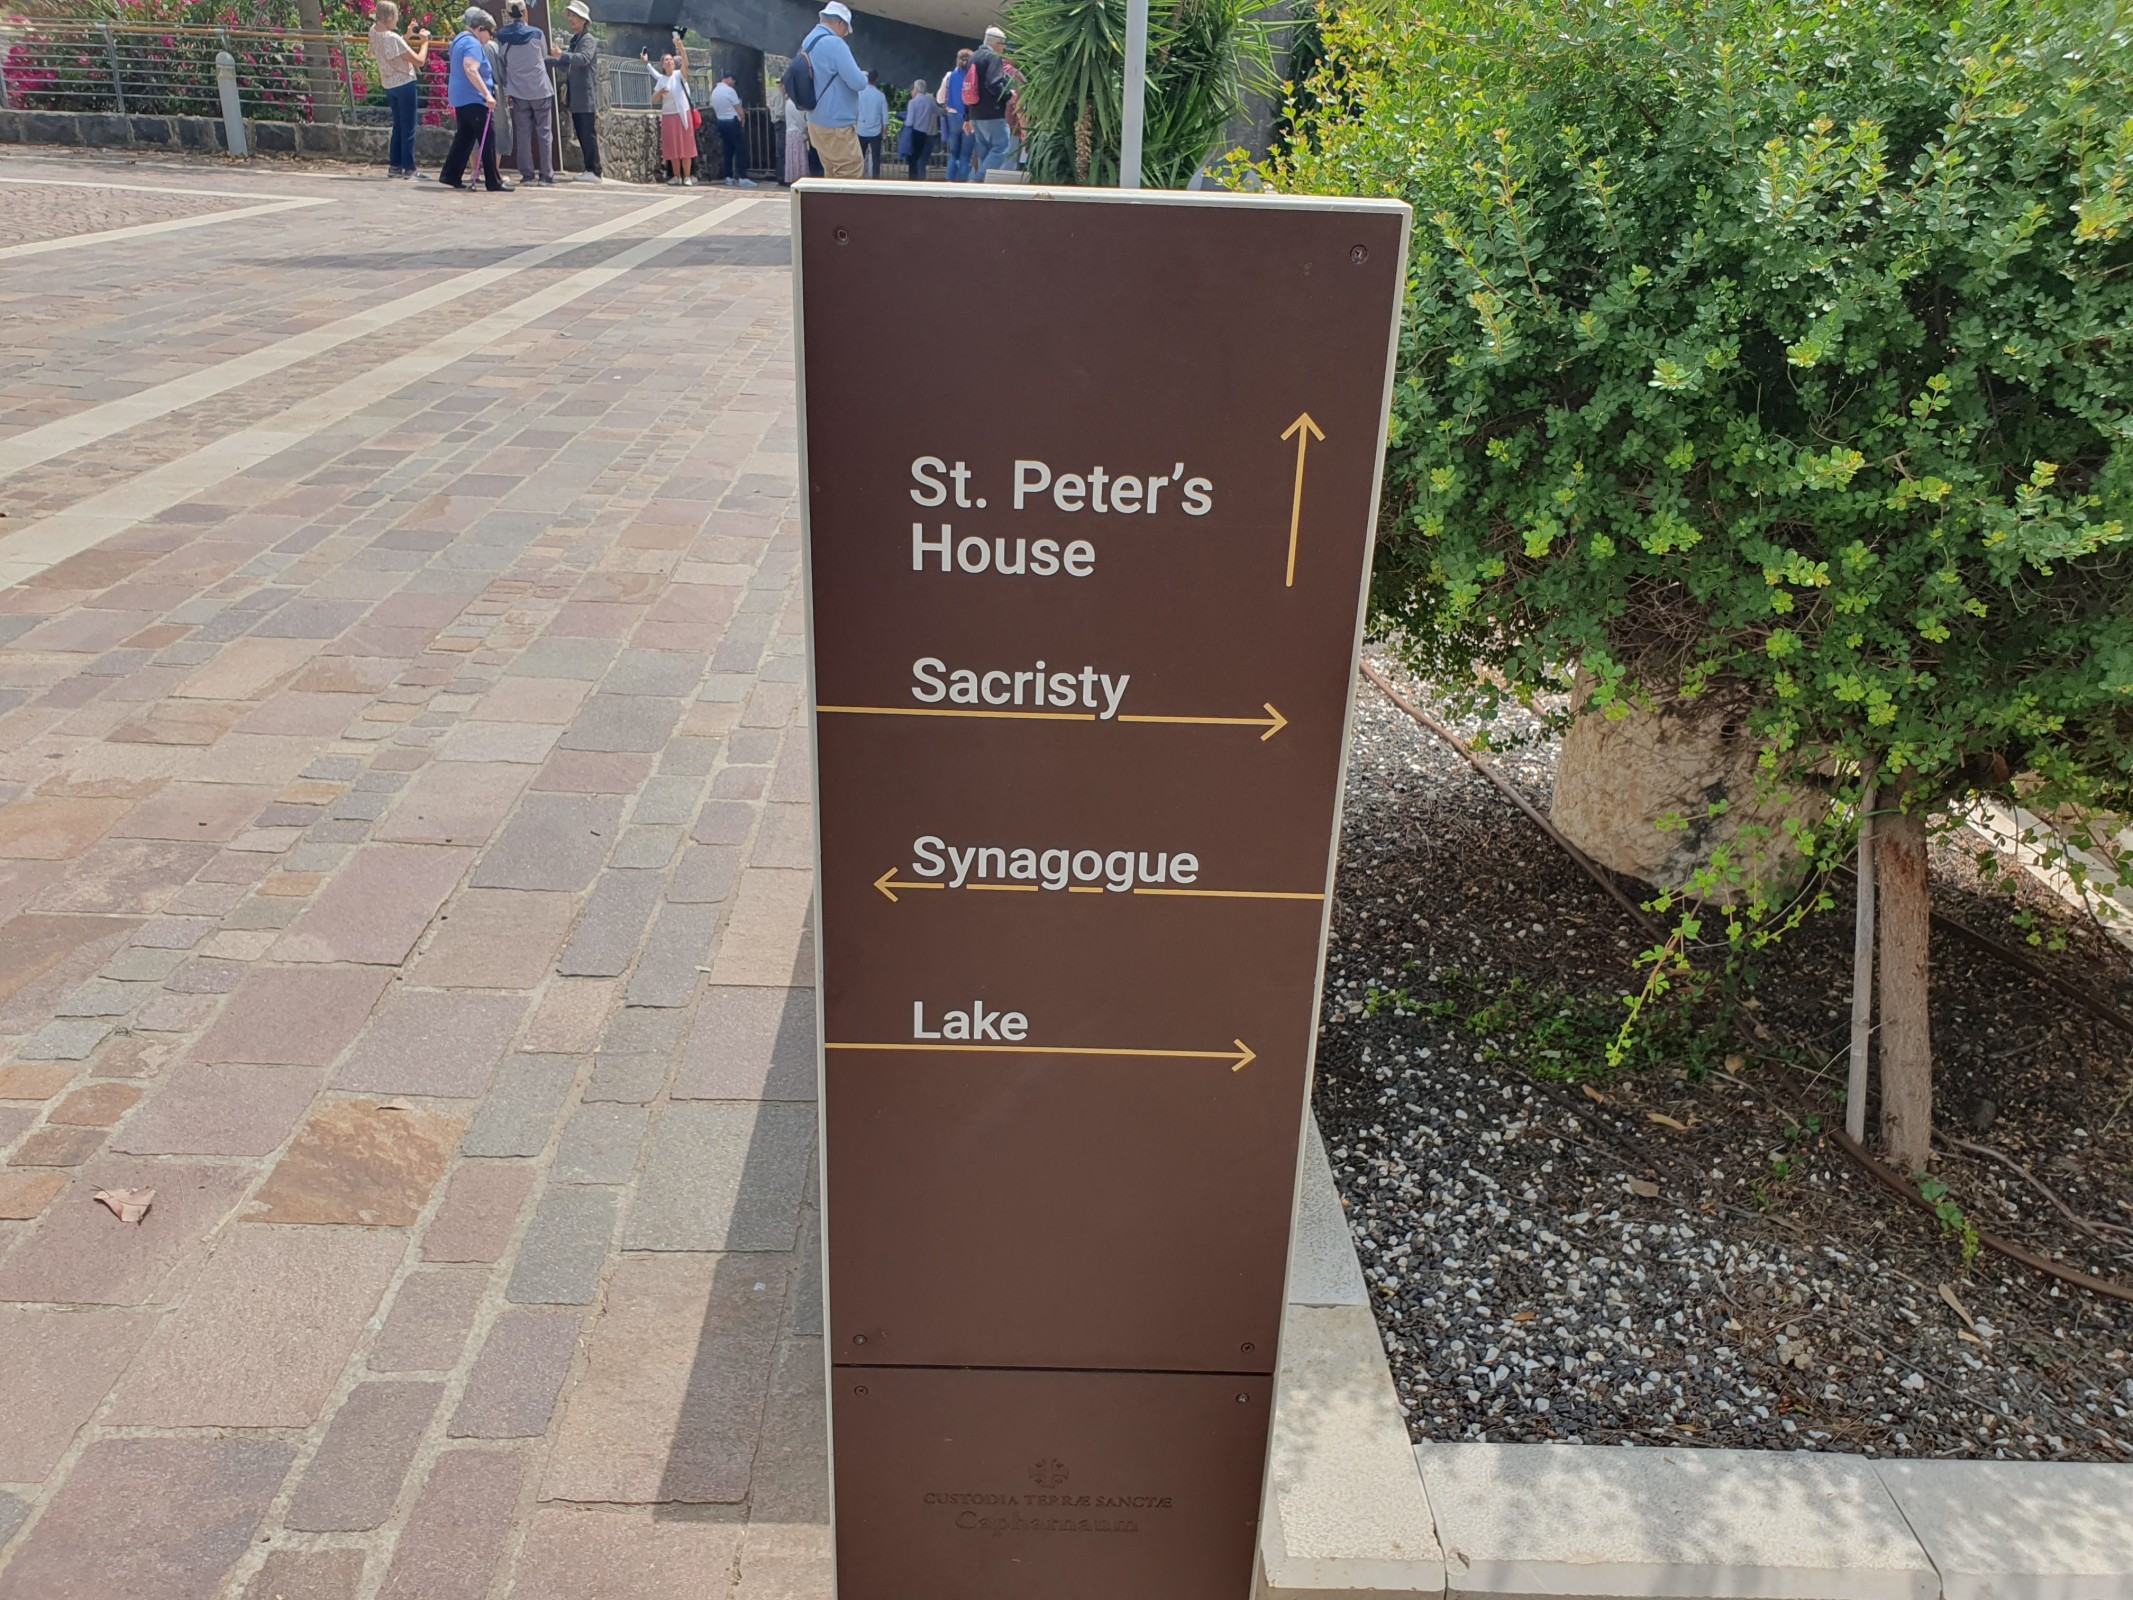 St. Peter's
House
Sacristy
Synagogue
Lake
CUSTODIA TERRÆ SANCTÆ
Capharnaum